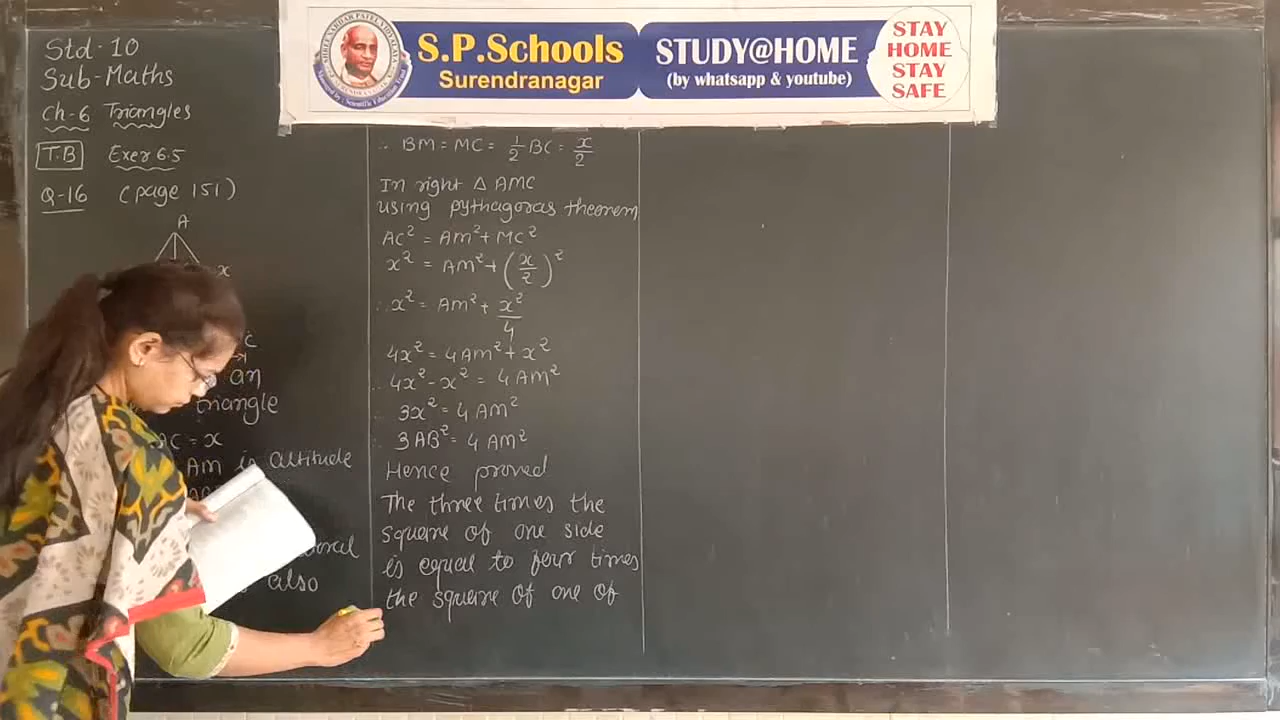 S.P.Schools
Surendranagar
STUDY@HOME
(by whatsapp & youtube)
STAY
HOME
STAY
SAFE
Std-10
Sub-Maths
Ch-6 Triangles
T.B Exer 6.5
Q-16 (page 151)
A
x
C
an
triangle
AC = x
AM is altitude
also
∴ BM = MC = 1/2 BC = x/2
In right △ AMC
using pythagoras theorem
AC² = AM² + MC²
x² = AM² + (x/2)²
∴ x² = AM² + x²/4
4x² = 4AM² + x²
∴ 4x² - x² = 4AM²
∴ 3x² = 4AM²
∴ 3AB² = 4AM²
Hence proved
The three times the
square of one side
is equal to four times
the square of one of